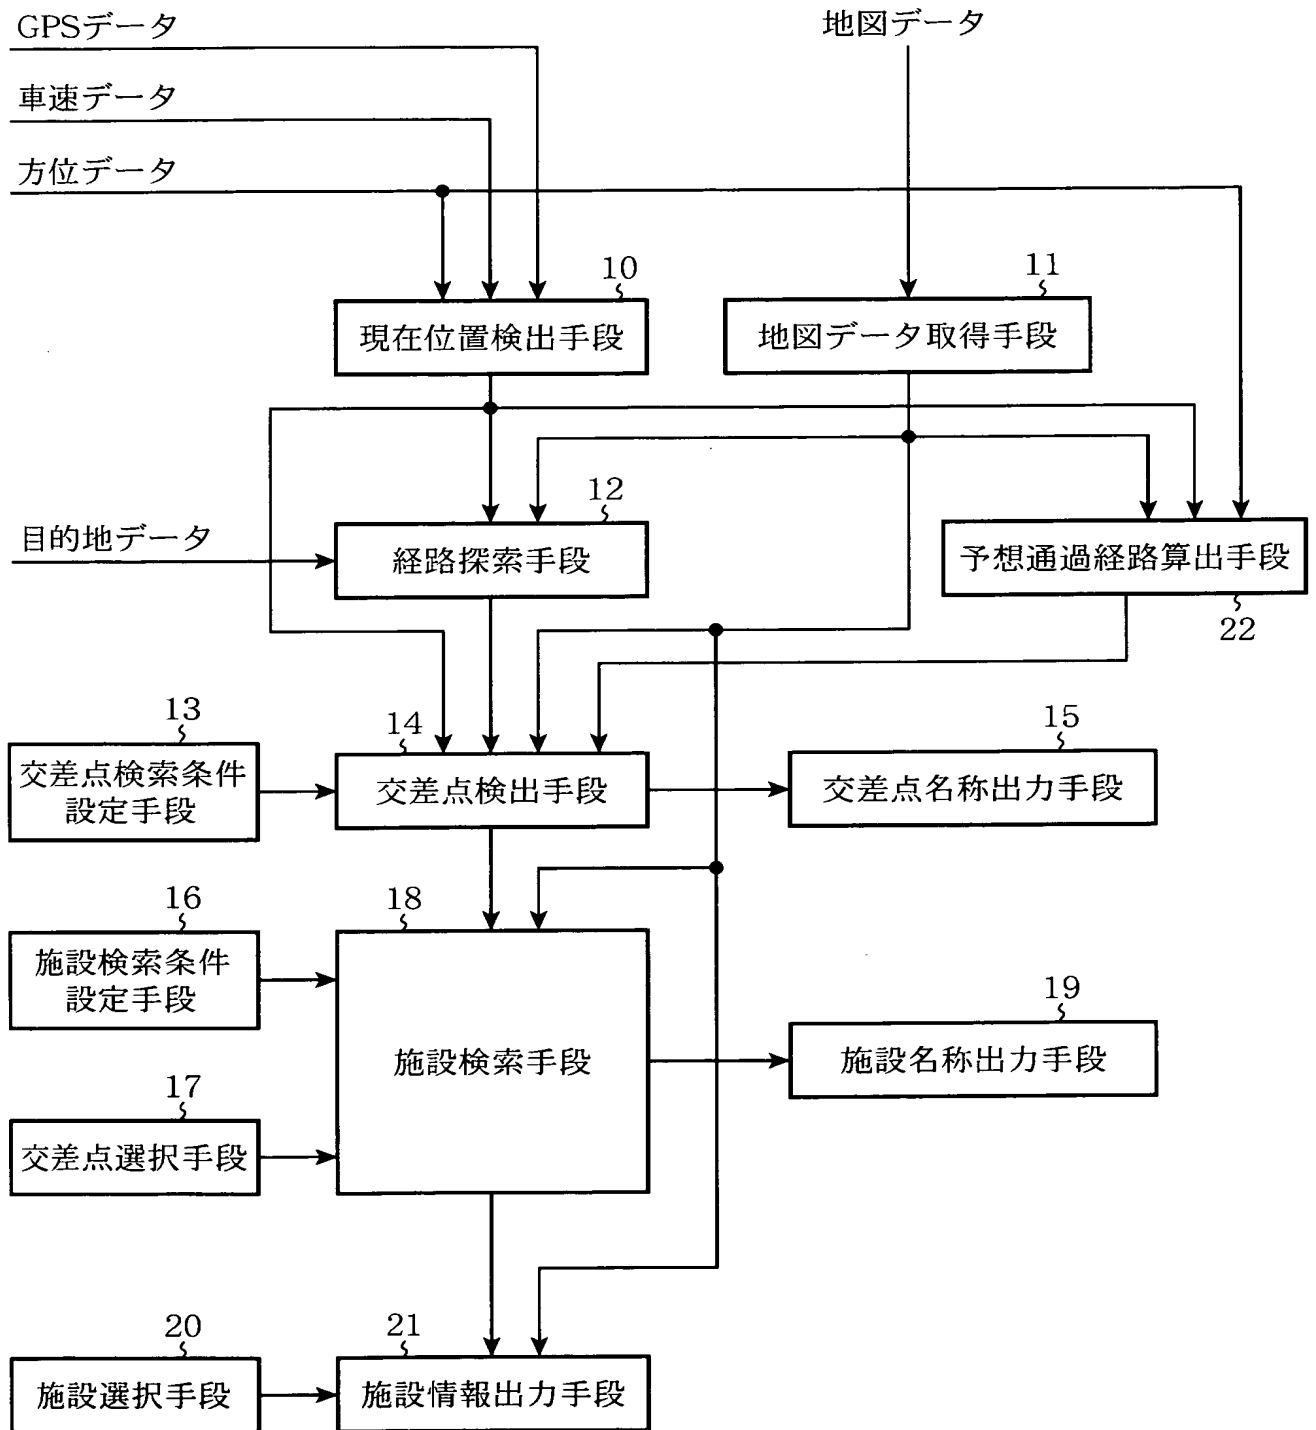 GPSデータ
地図データ
車速データ
方位データ
10
現在位置検出手段
11
地図データ取得手段
目的地データ
12
経路探索手段
予想通過経路算出手段
22
13
交差点検索条件
設定手段
14
交差点検出手段
15
交差点名称出力手段
16
施設検索条件
設定手段
18
施設検索手段
19
施設名称出力手段
17
交差点選択手段
20
施設選択手段
21
施設情報出力手段